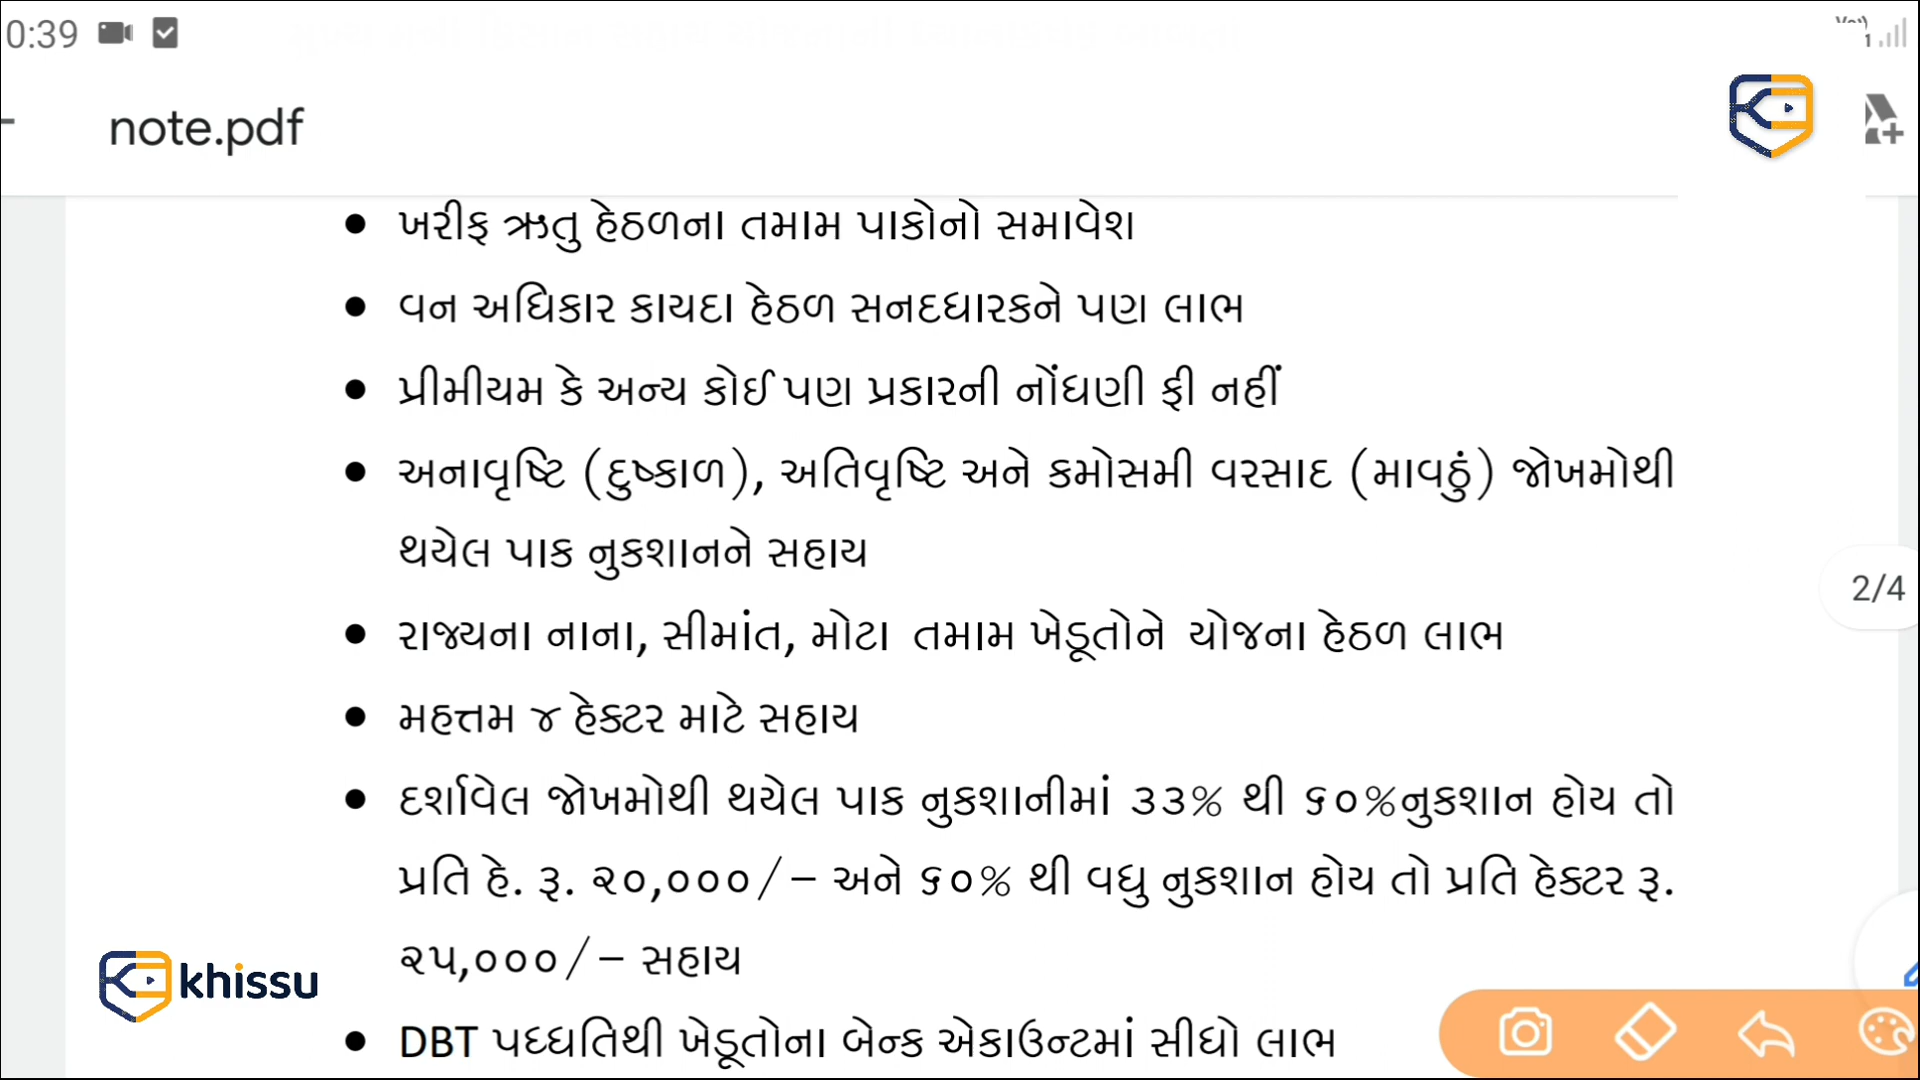 0:39
note.pdf
ખરીફ ઋતુ હેઠળના તમામ પાકોનો સમાવેશ
વન અધિકાર કાયદા હેઠળ સનદધારકને પણ લાભ
પ્રીમીયમ કે અન્ય કોઈ પણ પ્રકારની નોંધણી ફી નહીં
અનાવૃષ્ટિ (દુષ્કાળ), અતિવૃષ્ટિ અને કમોસમી વરસાદ (માવઠું) જોખમોથી
થયેલ પાક નુકશાનને સહાય
રાજ્યના નાના, સીમાંત, મોટા તમામ ખેડૂતોને યોજના હેઠળ લાભ
2/4
મહત્તમ ૪ હેક્ટર માટે સહાય
દર્શાવેલ જોખમોથી થયેલ પાક નુકશાનીમાં ૩૩% થી ૬૦%નુકશાન હોય તો
પ્રતિ હે. રૂ. ૨૦,૦૦૦/– અને ૬૦% થી વધુ નુકશાન હોય તો પ્રતિ હેક્ટર રૂ.
૨૫,૦૦૦/– સહાય
khissu
DBT પધ્ધતિથી ખેડૂતોના બેન્ક એકાઉન્ટમાં સીધો લાભ